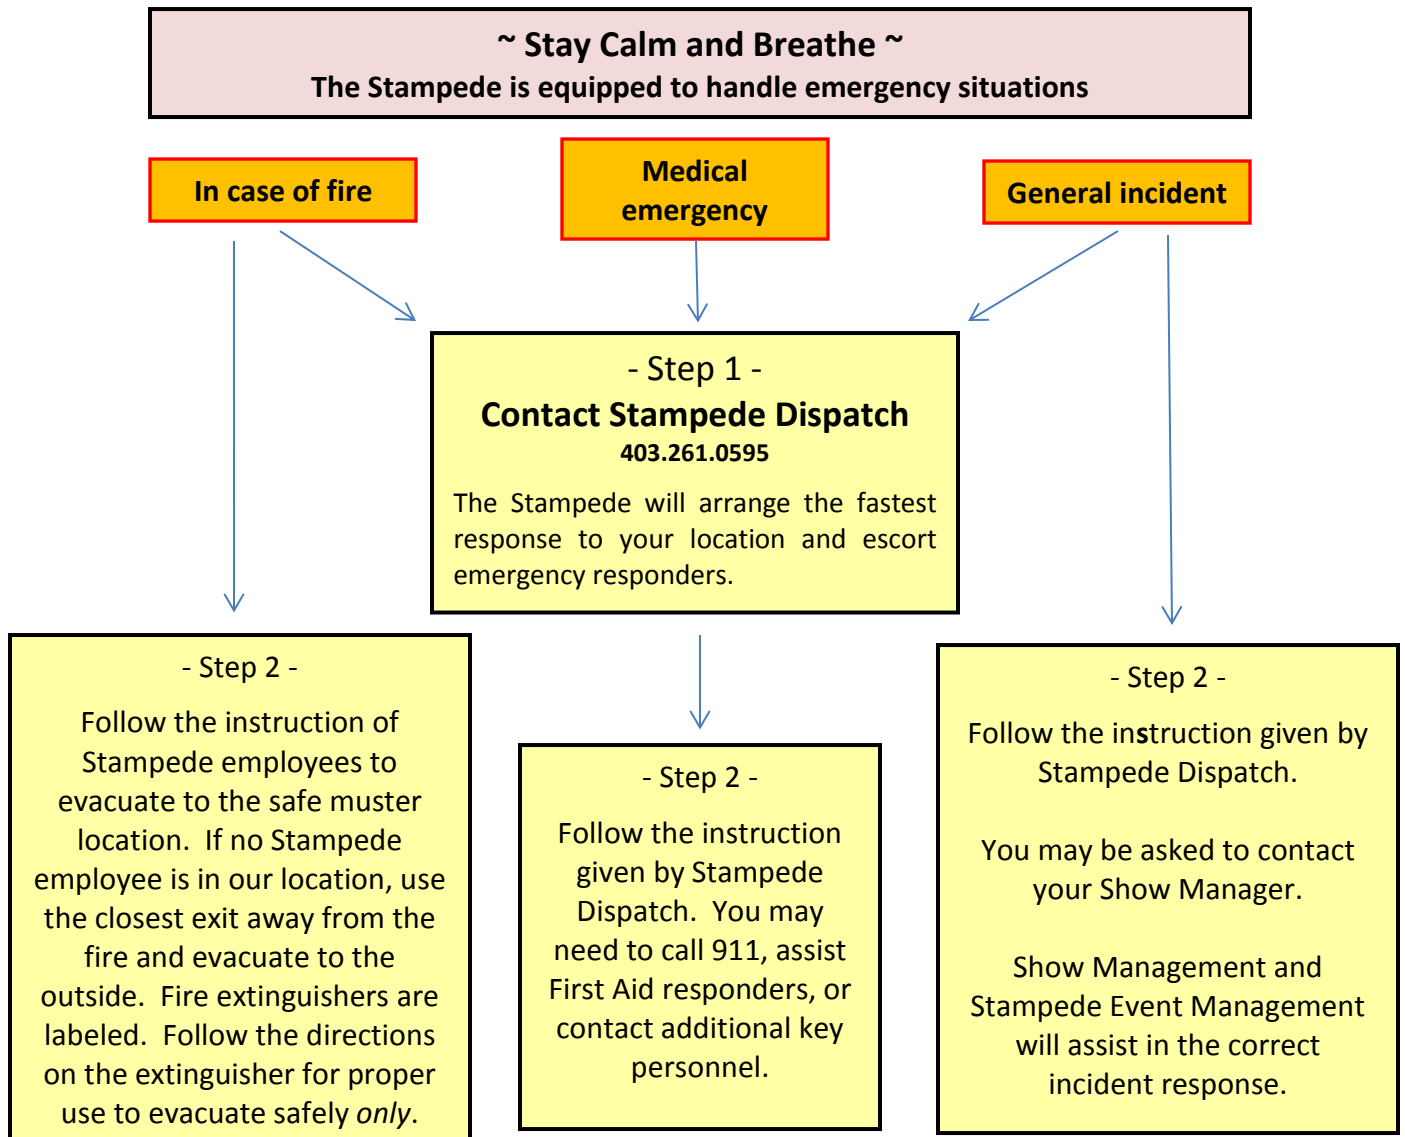 ~ Stay Calm and Breathe ~
The Stampede is equipped to handle emergency situations
In case of fire
Medical
emergency
General incident
- Step 1 -
Contact Stampede Dispatch
403.261.0595
The Stampede will arrange the fastest
response to your location and escort
emergency responders.
- Step 2 -
Follow the instruction of
Stampede employees to
evacuate to the safe muster
location. If no Stampede
employee is in our location, use
the closest exit away from the
fire and evacuate to the
outside. Fire extinguishers are
labeled. Follow the directions
on the extinguisher for proper
use to evacuate safely only.
- Step 2 -
Follow the instruction
given by Stampede
Dispatch. You may
need to call 911, assist
First Aid responders, or
contact additional key
personnel.
- Step 2 -
Follow the instruction given by
Stampede Dispatch.
You may be asked to contact
your Show Manager.
Show Management and
Stampede Event Management
will assist in the correct
incident response.